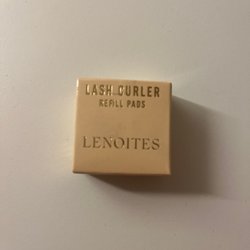 LASH CURLER
REFILL PADS
LENOITES